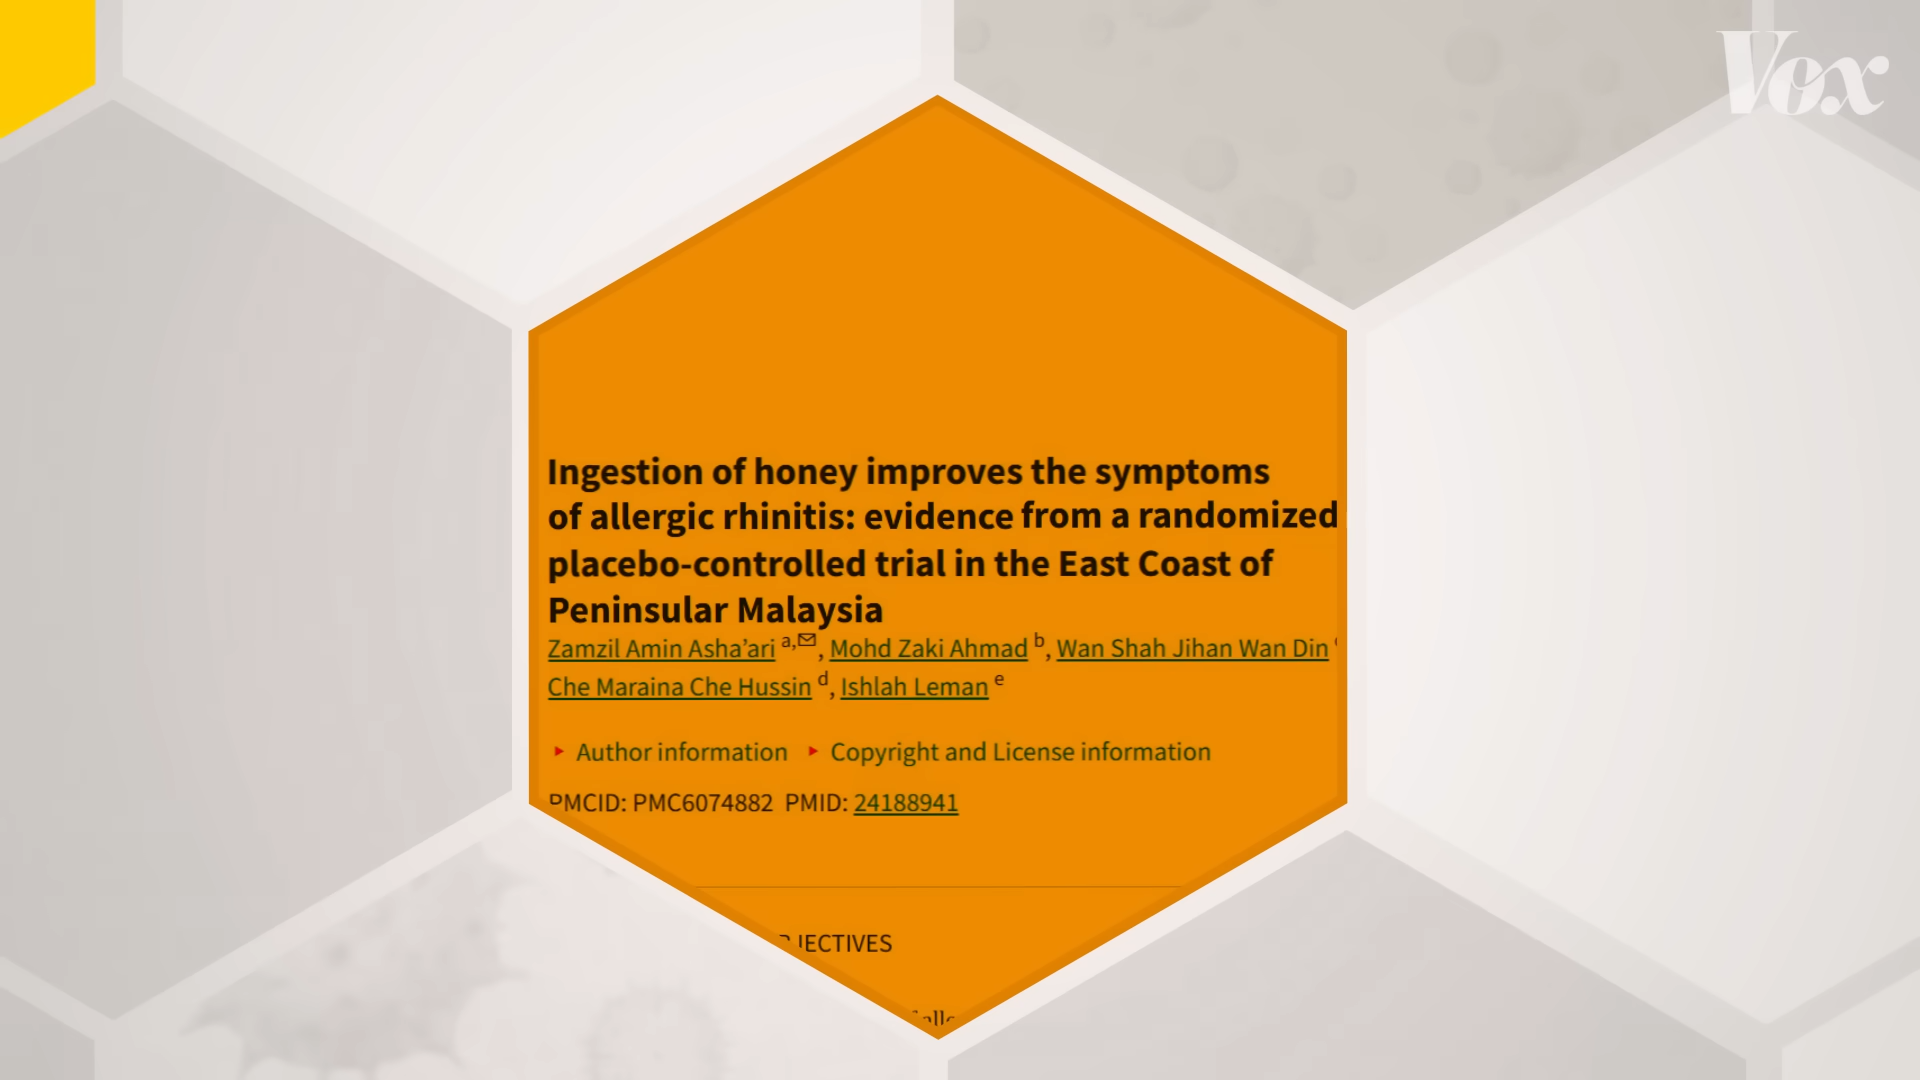 Vox
Ingestion of honey improves the symptoms
of allergic rhinitis: evidence from a randomized
placebo-controlled trial in the East Coast of
Peninsular Malaysia
Zamzil Amin Asha’ari a,✉, Mohd Zaki Ahmad b, Wan Shah Jihan Wan Din
Che Maraina Che Hussin d, Ishlah Leman e
▸ Author information ▸ Copyright and License information
PMCID: PMC6074882 PMID: 24188941
JECTIVES